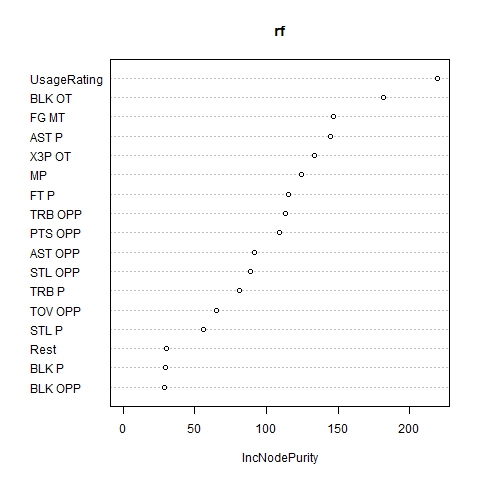 rf
UsageRating
BLK OT
FG MT
AST P
X3P OT
MP
FT P
TRB OPP
PTS OPP
AST OPP
STL OPP
TRB P
TOV OPP
STL P
Rest
BLK P
BLK OPP
0 50 100 150 200
IncNodePurity